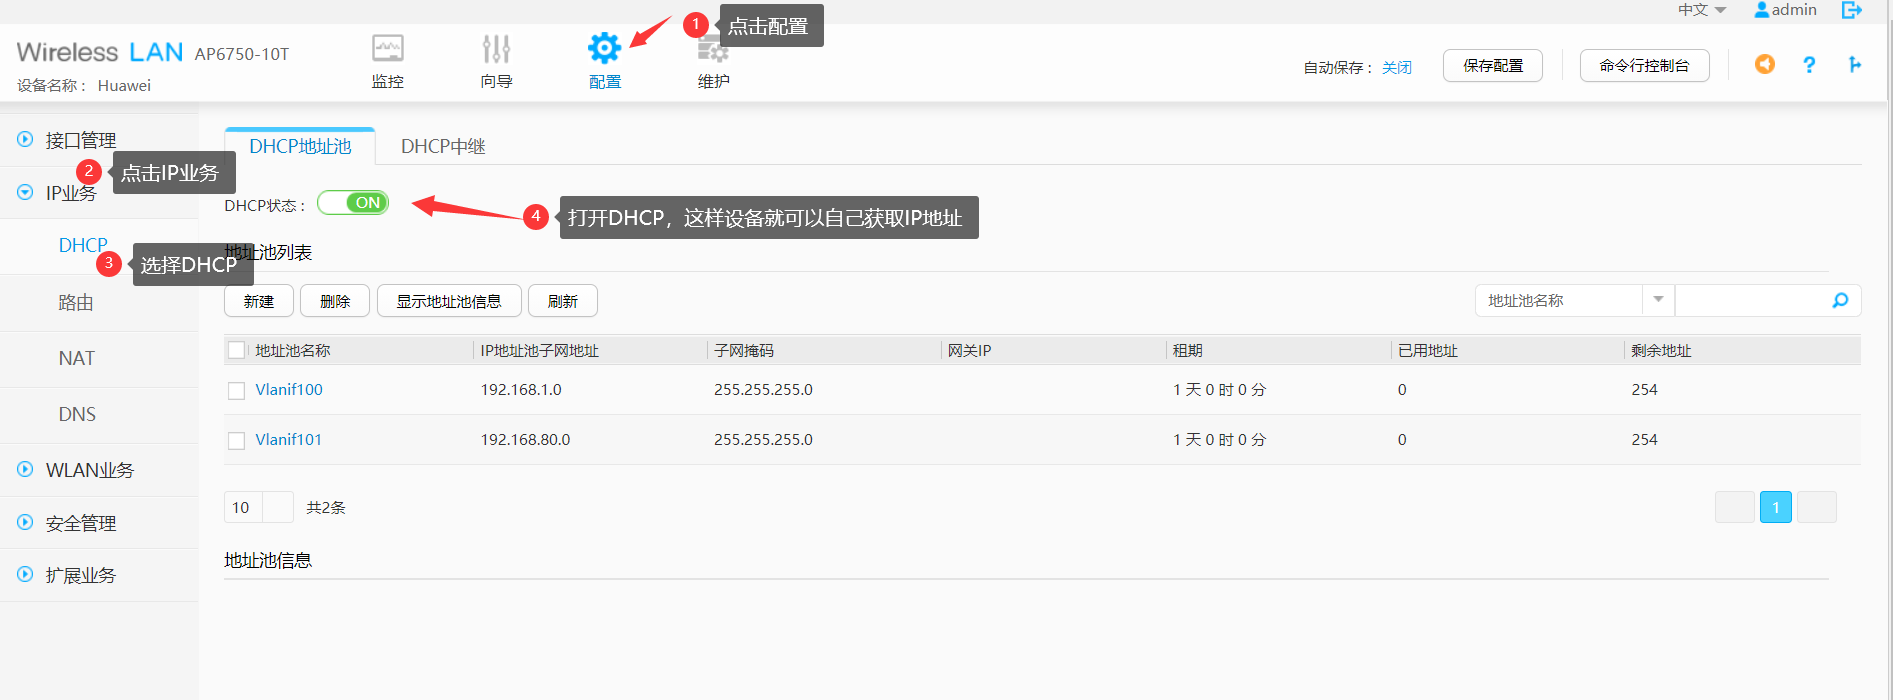 中文
admin
Wireless LAN AP6750-10T
设备名称： Huawei
监控
向导
配置
维护
1 点击配置
自动保存： 关闭
保存配置
命令行控制台
接口管理
2 点击IP业务
IP业务
DHCP
3 选择DHCP
路由
NAT
DNS
WLAN业务
安全管理
扩展业务
DHCP地址池 DHCP中继
DHCP状态： ON
4 打开DHCP，这样设备就可以自己获取IP地址
地址池列表
新建 删除 显示地址池信息 刷新
地址池名称
地址池名称 IP地址池子网地址 子网掩码 网关IP 租期 已用地址 剩余地址
Vlanif100 192.168.1.0 255.255.255.0 1 天 0 时 0 分 0 254
Vlanif101 192.168.80.0 255.255.255.0 1 天 0 时 0 分 0 254
10 共2条 1
地址池信息